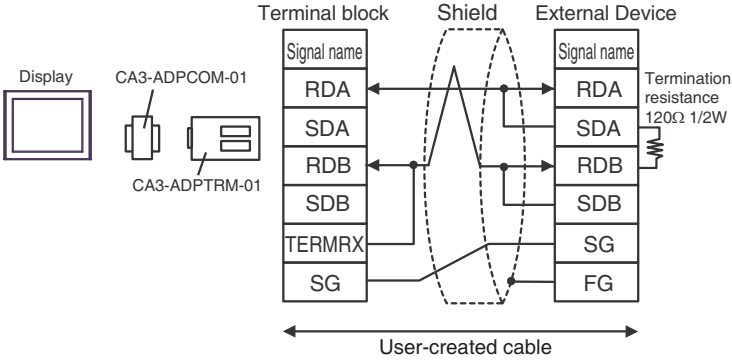 Terminal block
Shield
External Device
Signal name
Signal name
Display
CA3-ADPCOM-01
CA3-ADPTRM-01
RDA
SDA
RDB
SDB
TERMRX
SG
RDA
SDA
RDB
SDB
SG
FG
Termination
resistance
120Ω 1/2W
User-created cable